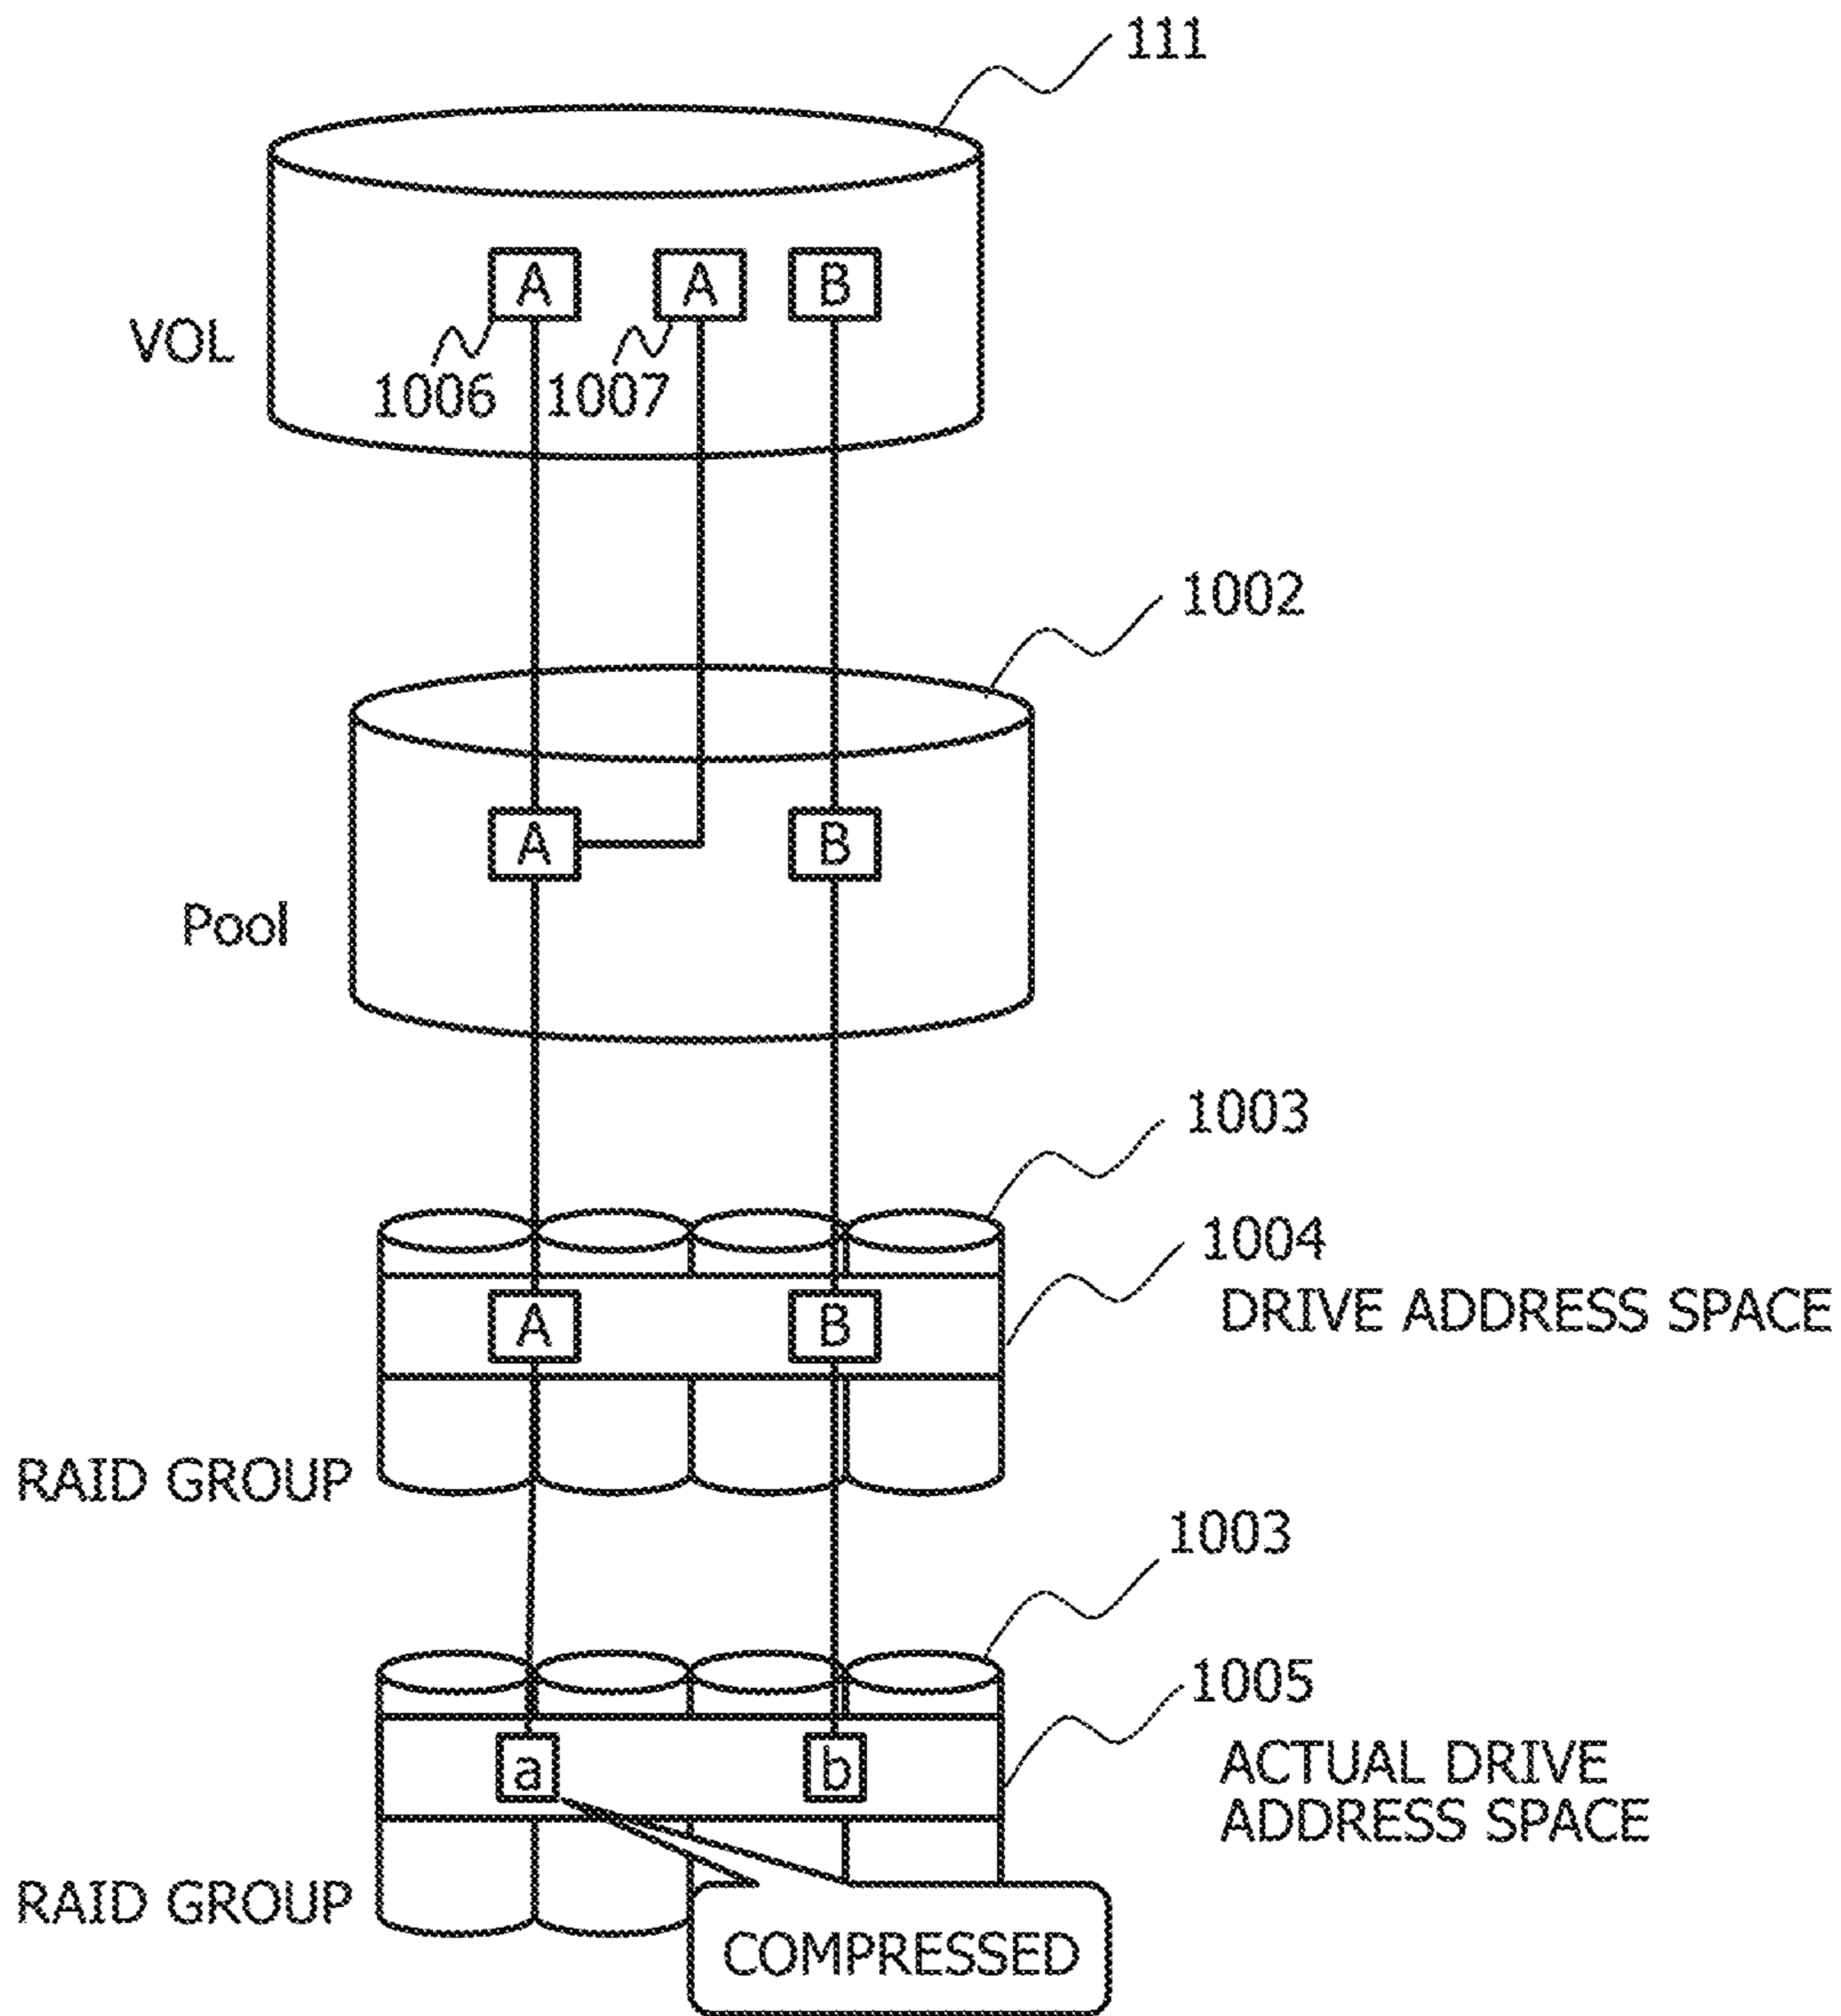 111
A A B
VOL
1006 1007
1002
A B
Pool
1003
1004
DRIVE ADDRESS SPACE
A B
RAID GROUP
1003
1005
ACTUAL DRIVE
ADDRESS SPACE
a b
RAID GROUP
COMPRESSED